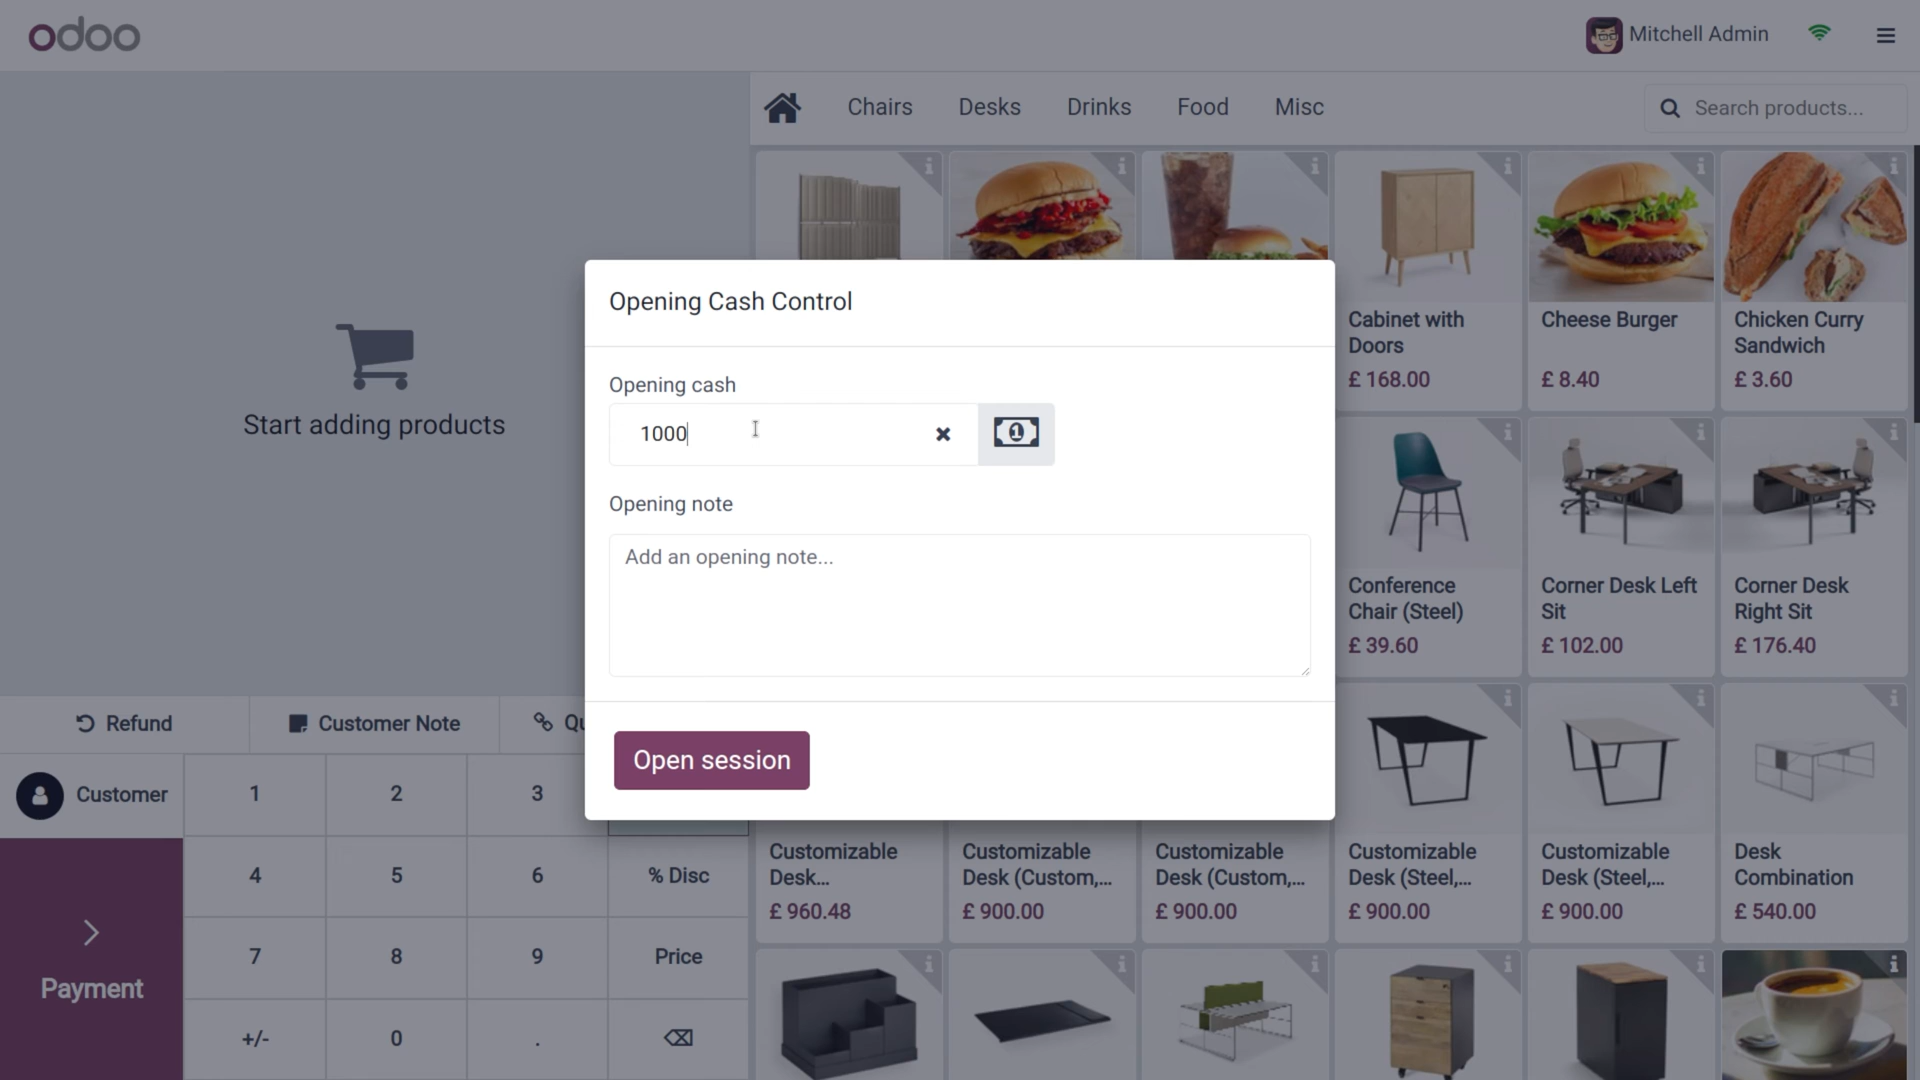 odoo
Mitchell Admin
Chairs
Desks
Drinks
Food
Misc
Search products...
Start adding products
Opening Cash Control
Opening cash
1000
Opening note
Add an opening note...
Open session
Cabinet with
Doors
£ 168.00
Cheese Burger
£ 8.40
Chicken Curry
Sandwich
£ 3.60
Conference
Chair (Steel)
£ 39.60
Corner Desk Left
Sit
£ 102.00
Corner Desk
Right Sit
£ 176.40
Refund
Customer Note
Qu
Customer
1
2
3
4
5
6
% Disc
7
8
9
Price
+/-
0
.
Payment
Customizable
Desk...
£ 960.48
Customizable
Desk (Custom,...
£ 900.00
Customizable
Desk (Custom,...
£ 900.00
Customizable
Desk (Steel,...
£ 900.00
Customizable
Desk (Steel,...
£ 900.00
Desk
Combination
£ 540.00